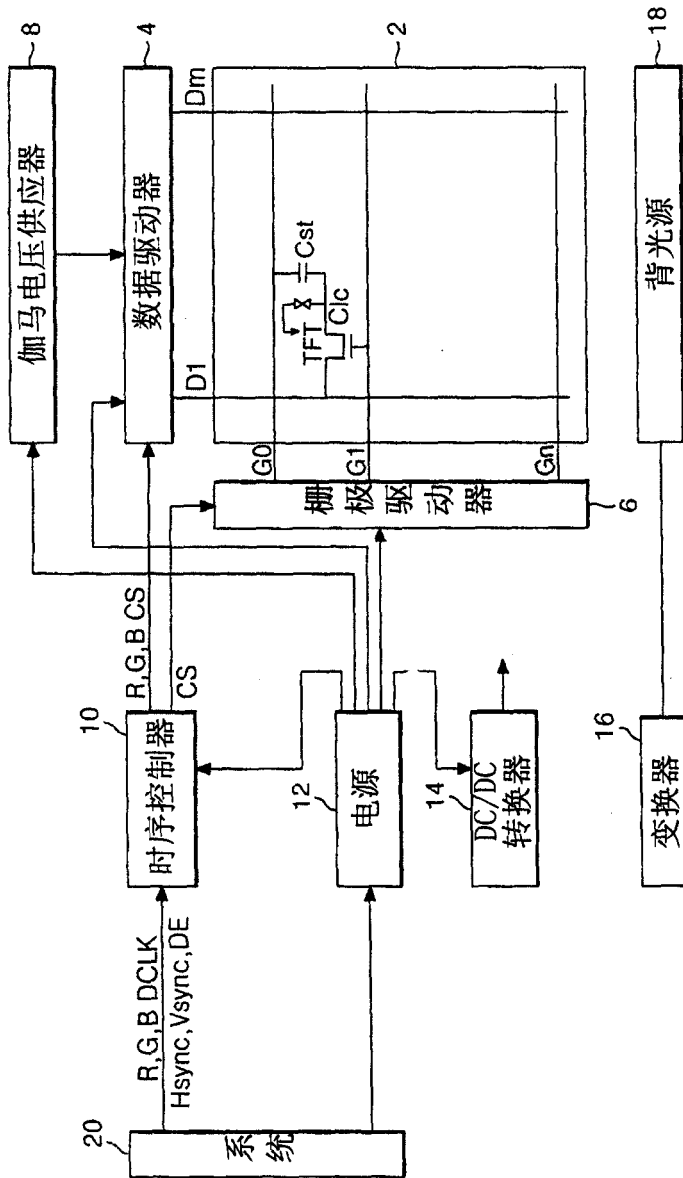 20
系统
R,G,B DCLK
Hsync,Vsync,DE
10
时序控制器
R,G,B CS
CS
12
电源
14
DC/DC
转换器
16
变换器
8
伽马电压供应器
4
数据驱动器
D1
Dm
2
G0
G1
Gn
栅极驱动器
6
TFT
Clc
Cst
18
背光源